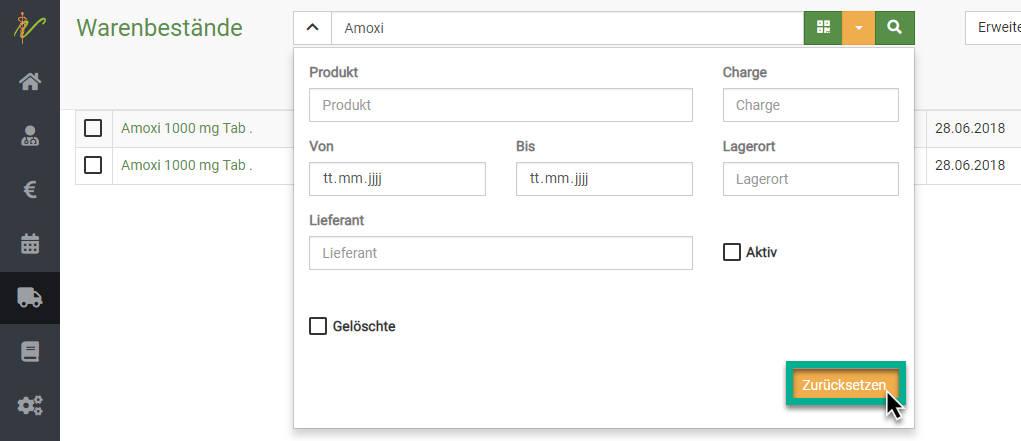 Warenbestände
Amoxi
Erweite
Produkt
Charge
Produkt
Charge
Amoxi 1000 mg Tab .
28.06.2018
Von
Bis
Lagerort
Amoxi 1000 mg Tab .
28.06.2018
tt.mm.jjjj
tt.mm.jjjj
Lagerort
Lieferant
Lieferant
Aktiv
Gelöschte
Zurücksetzen